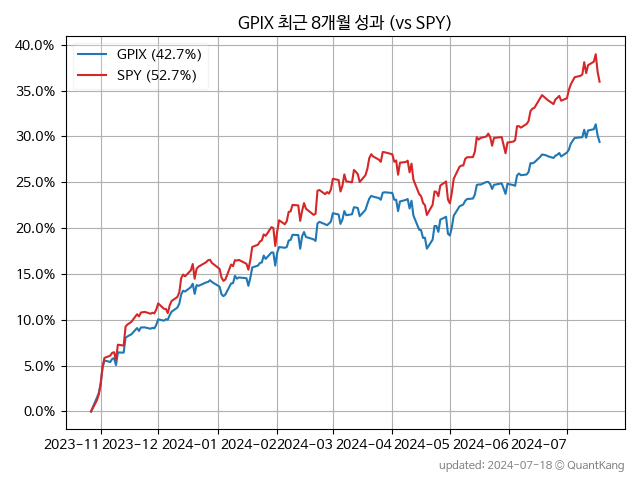 GPIX 최근 8개월 성과 (vs SPY)
GPIX (42.7%)
SPY (52.7%)
40.0%
35.0%
30.0%
25.0%
20.0%
15.0%
10.0%
5.0%
0.0%
2023-11 2023-12 2024-01 2024-02 2024-03 2024-04 2024-05 2024-06 2024-07
updated: 2024-07-18 © QuantKang